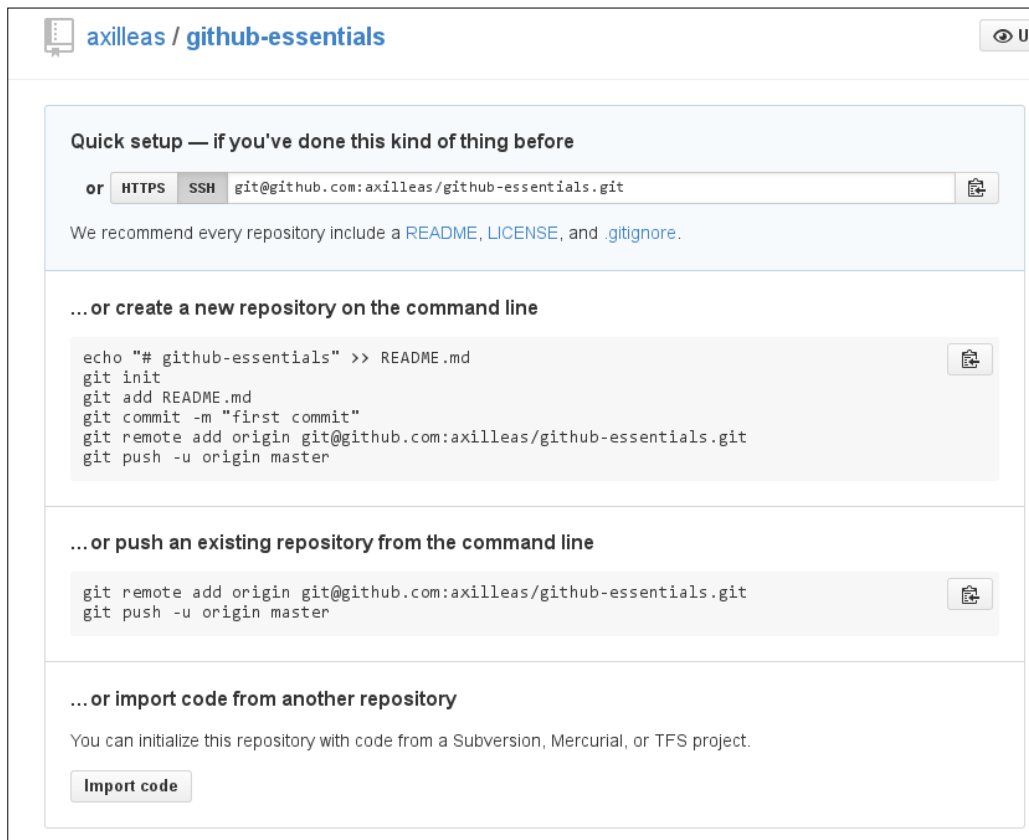 axilleas / github-essentials
U
Quick setup — if you've done this kind of thing before
or HTTPS SSH git@github.com:axilleas/github-essentials.git
We recommend every repository include a README, LICENSE, and .gitignore.
…or create a new repository on the command line
echo "# github-essentials" >> README.md
git init
git add README.md
git commit -m "first commit"
git remote add origin git@github.com:axilleas/github-essentials.git
git push -u origin master
…or push an existing repository from the command line
git remote add origin git@github.com:axilleas/github-essentials.git
git push -u origin master
…or import code from another repository
You can initialize this repository with code from a Subversion, Mercurial, or TFS project.
Import code